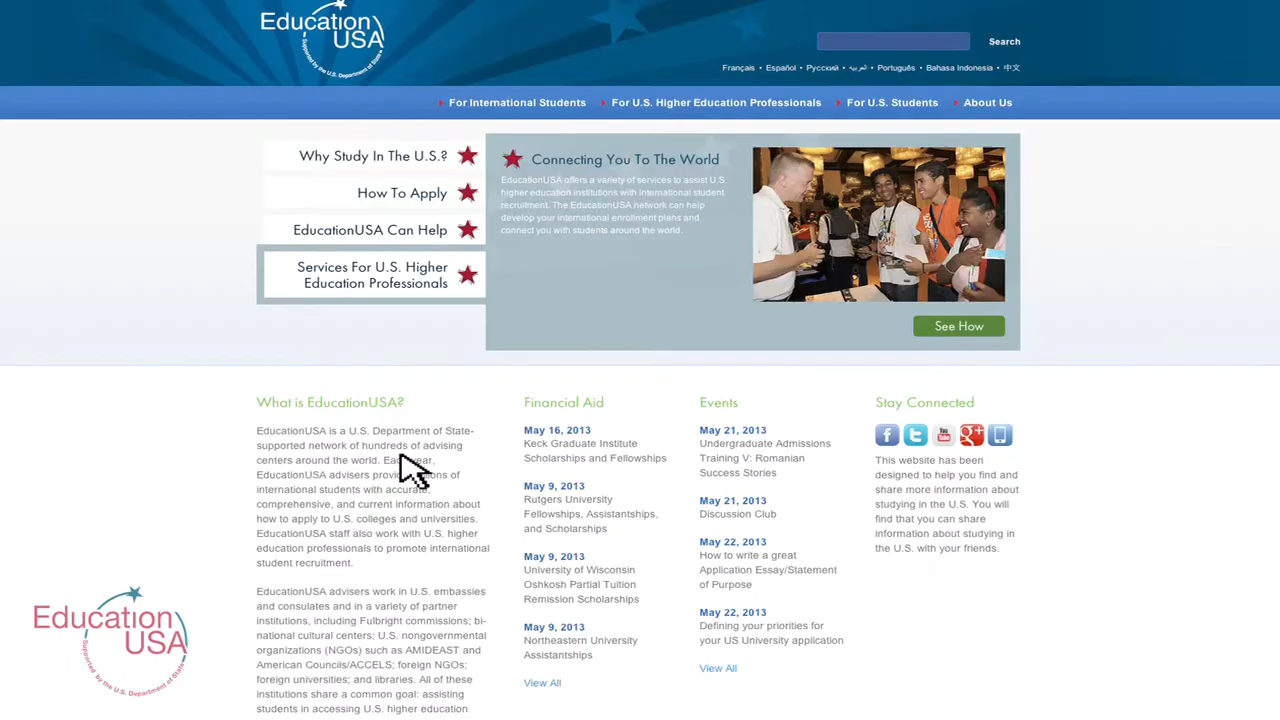 Education
USA
Supported by the U.S. Department of State
Search
Français • Español • Русский • العربية • Português • Bahasa Indonesia • 中文
For International Students
For U.S. Higher Education Professionals
For U.S. Students
About Us
Why Study In The U.S.?
How To Apply
EducationUSA Can Help
Services For U.S. Higher
Education Professionals
Connecting You To The World
EducationUSA offers a variety of services to assist U.S.
higher education institutions with international student
recruitment. The EducationUSA network can help
develop your international enrollment plans and
connect you with students around the world.
See How
What is EducationUSA?
EducationUSA is a U.S. Department of State-
supported network of hundreds of advising
centers around the world.
EducationUSA advisers of
international students with accurate,
comprehensive, and current information about
how to apply to U.S. colleges and universities.
EducationUSA staff also work with U.S. higher
education professionals to promote international
student recruitment.
EducationUSA advisers work in U.S. embassies
and consulates and in a variety of partner
institutions, including Fulbright commissions; bi-
national cultural centers; U.S. nongovernmental
organizations (NGOs) such as AMIDEAST and
American Councils/ACCELS; foreign NGOs;
foreign universities; and libraries. All of these
institutions share a common goal: assisting
students in accessing U.S. higher education
Financial Aid
May 16, 2013
Keck Graduate Institute
Scholarships and Fellowships
May 9, 2013
Rutgers University
Fellowships, Assistantships,
and Scholarships
May 9, 2013
University of Wisconsin
Oshkosh Partial Tuition
Remission Scholarships
May 9, 2013
Northeastern University
Assistantships
View All
Events
May 21, 2013
Undergraduate Admissions
Training V: Romanian
Success Stories
May 21, 2013
Discussion Club
May 22, 2013
How to write a great
Application Essay/Statement
of Purpose
May 22, 2013
Defining your priorities for
your US University application
View All
Stay Connected
You Tube
This website has been
designed to help you find and
share more information about
studying in the U.S. You will
find that you can share
information about studying in
the U.S. with your friends.
Education
USA
Supported by the U.S. Department of State